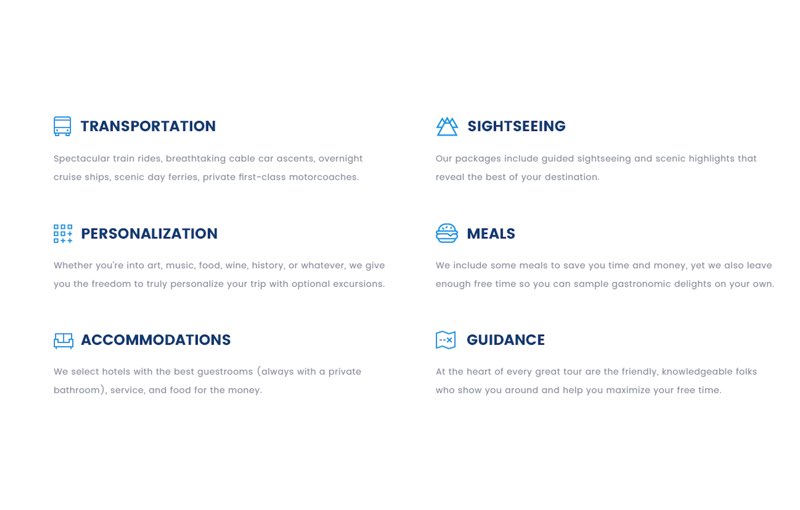 TRANSPORTATION
Spectacular train rides, breathtaking cable car ascents, overnight
cruise ships, scenic day ferries, private first-class motorcoaches.
SIGHTSEEING
Our packages include guided sightseeing and scenic highlights that
reveal the best of your destination.
PERSONALIZATION
Whether you're into art, music, food, wine, history, or whatever, we give
you the freedom to truly personalize your trip with optional excursions.
MEALS
We include some meals to save you time and money, yet we also leave
enough free time so you can sample gastronomic delights on your own.
ACCOMMODATIONS
We select hotels with the best guestrooms (always with a private
bathroom), service, and food for the money.
GUIDANCE
At the heart of every great tour are the friendly, knowledgeable folks
who show you around and help you maximize your free time.